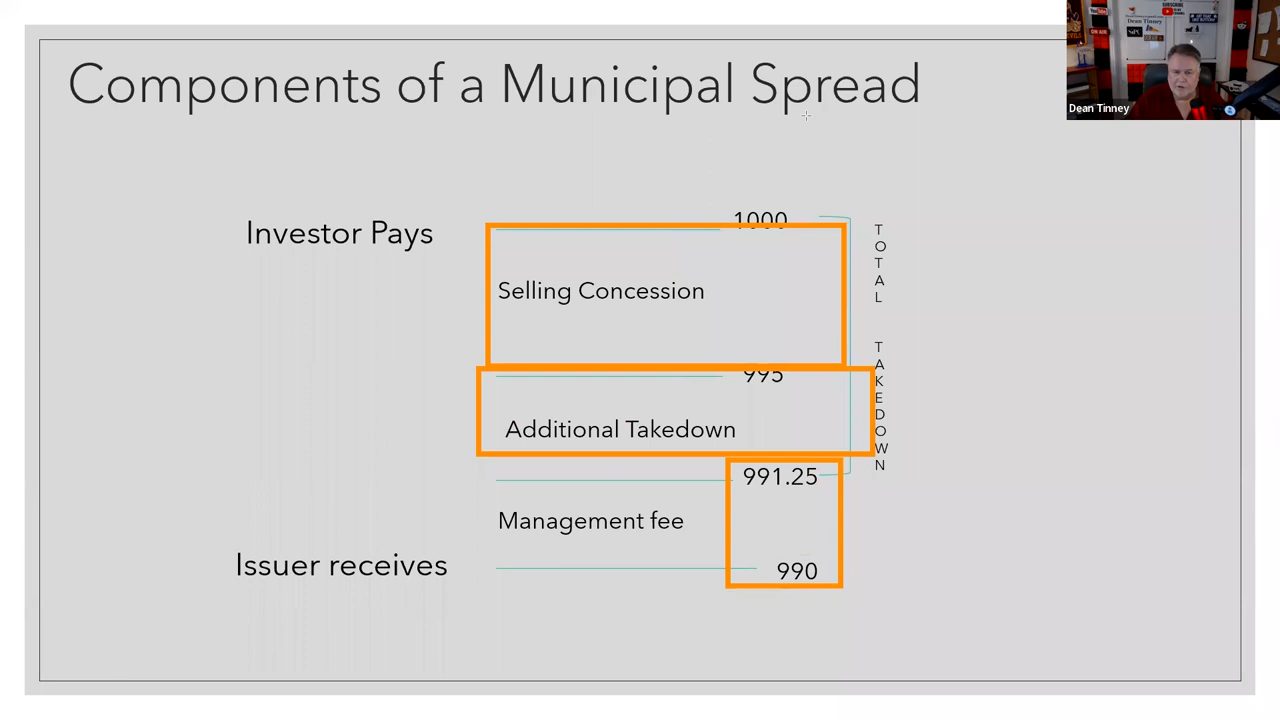 Components of a Municipal Spread
Dean Tinney
1000
Investor Pays
Selling Concession
995
Additional Takedown
991.25
Management fee
Issuer receives
990
TOTAL TAKEDOWN